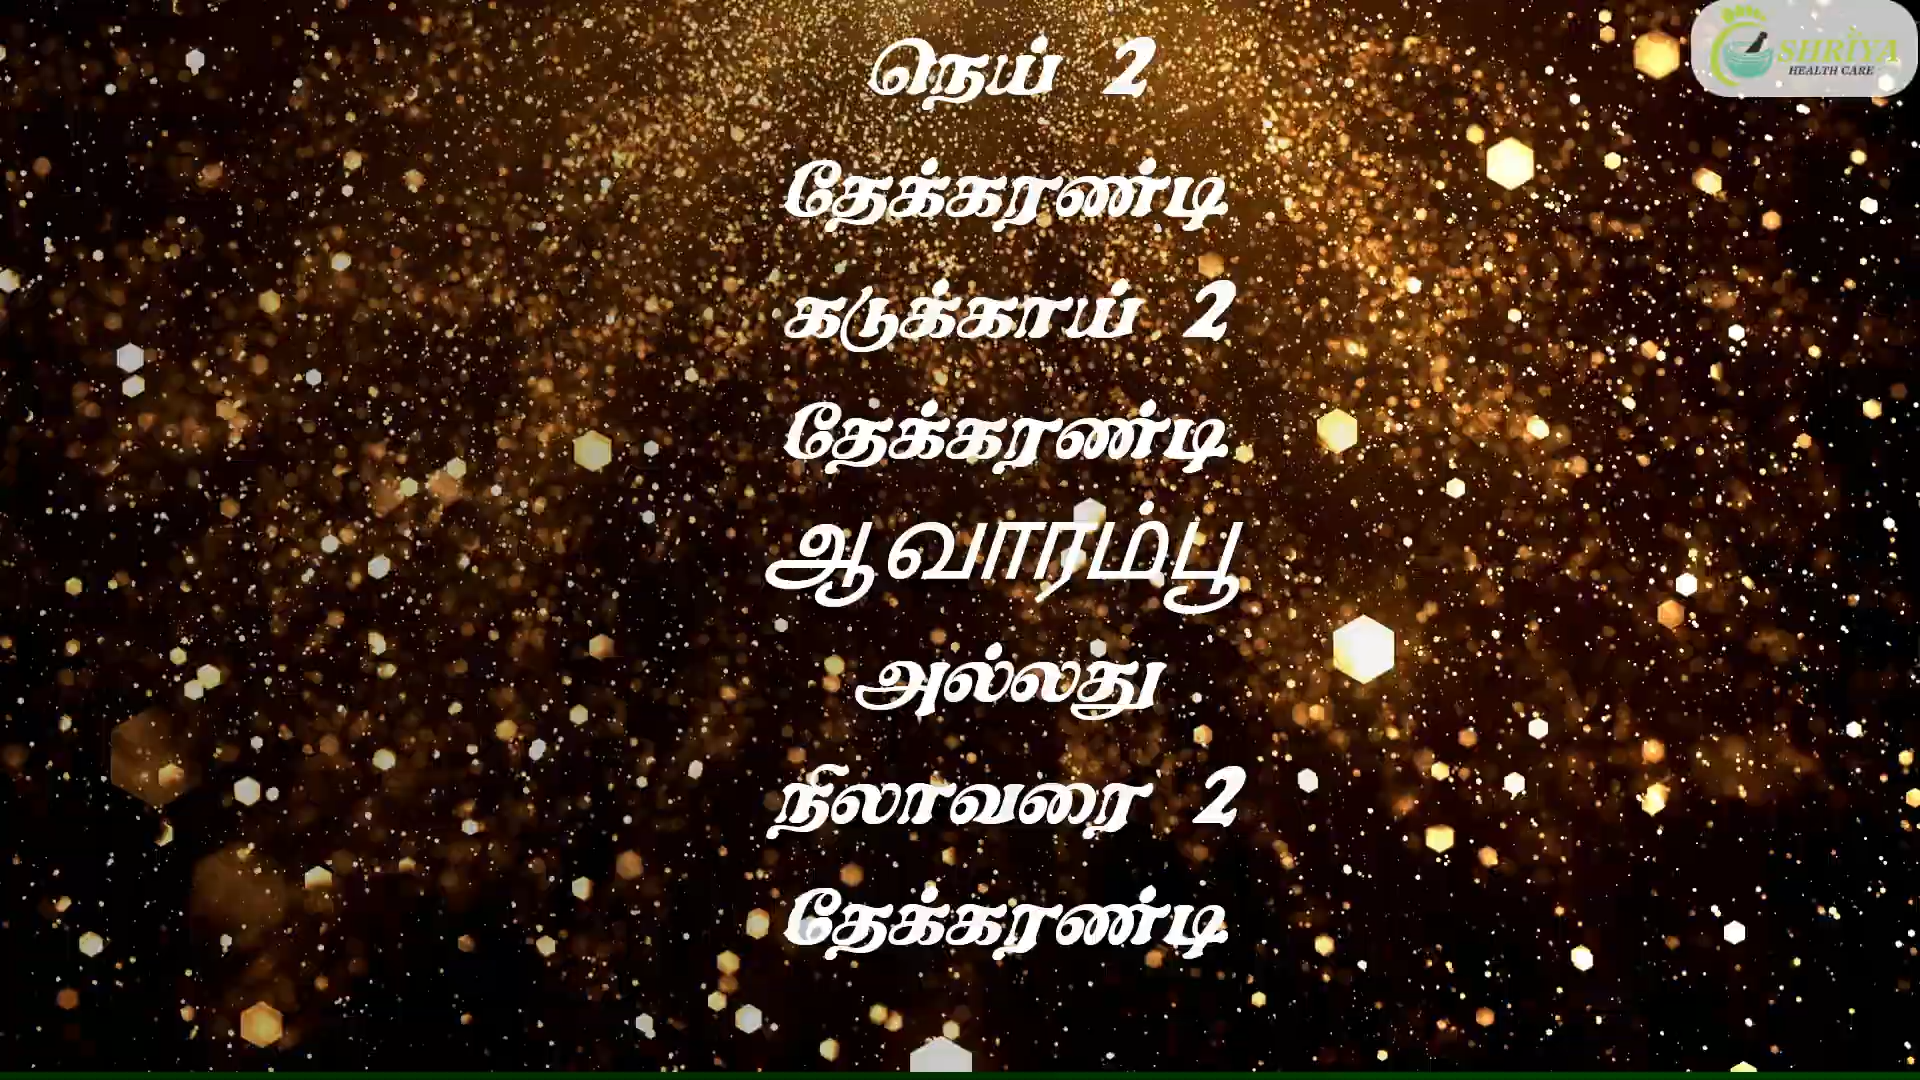 SHRIYA
HEALTH CARE
நெய் 2
தேக்கரண்டி
கடுக்காய் 2
தேக்கரண்டி
ஆவாரம்பூ
அல்லது
நிலாவரை 2
தேக்கரண்டி